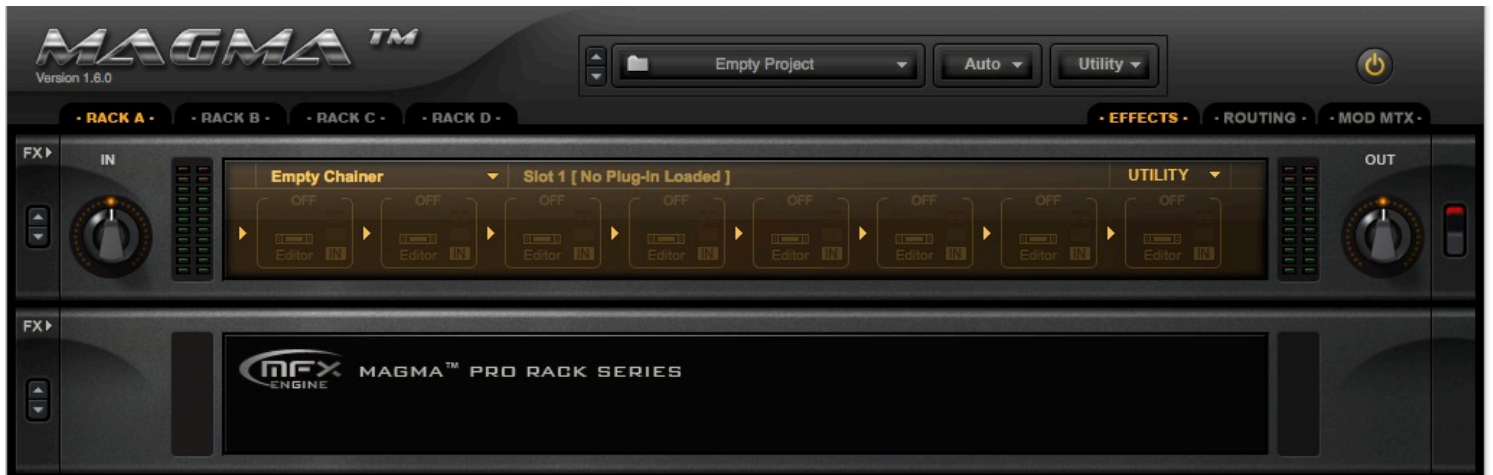 MAGMA™
Version 1.6.0
Empty Project
Auto
Utility
- RACK A -
- RACK B -
- RACK C -
- RACK D -
- EFFECTS -
- ROUTING -
- MOD MTX -
FX
IN
Empty Chainer
Slot 1 [ No Plug-In Loaded ]
UTILITY
OUT
OFF OFF OFF OFF OFF OFF OFF OFF
Editor IN Editor IN Editor IN Editor IN Editor IN Editor IN Editor IN Editor IN
FX
MFX ENGINE
MAGMA™ PRO RACK SERIES